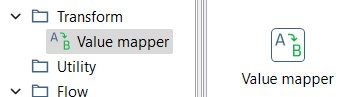 Transform
A B Value mapper
Utility
Flow
A B
Value mapper